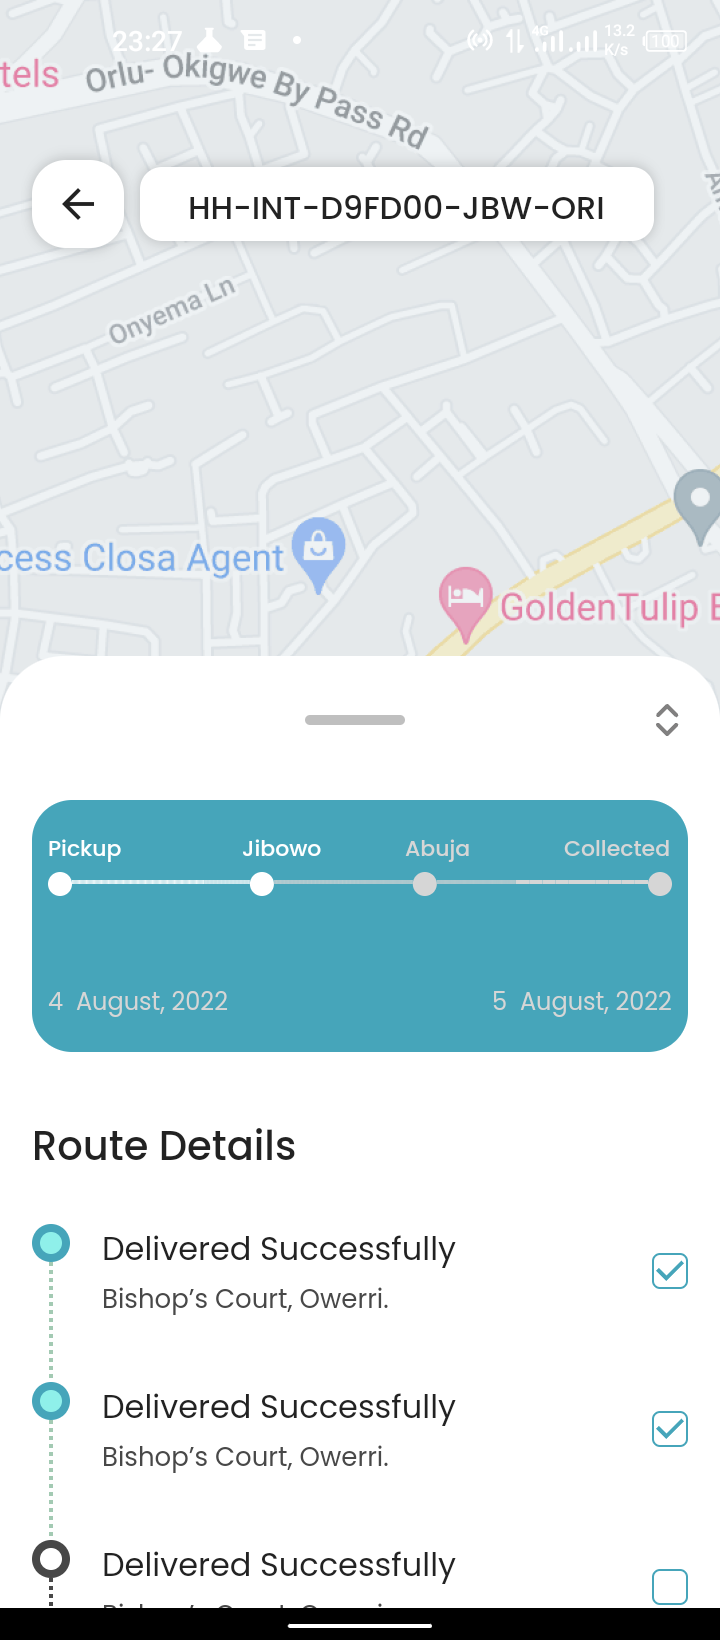 23:27
4G
13.2
K/s
100
tels
Orlu- Okigwe By Pass Rd
HH-INT-D9FD00-JBW-ORI
Onyema Ln
cess Closa Agent
GoldenTulip
Pickup Jibowo Abuja Collected
4 August, 2022 5 August, 2022
Route Details
Delivered Successfully
Bishop's Court, Owerri.
Delivered Successfully
Bishop's Court, Owerri.
Delivered Successfully